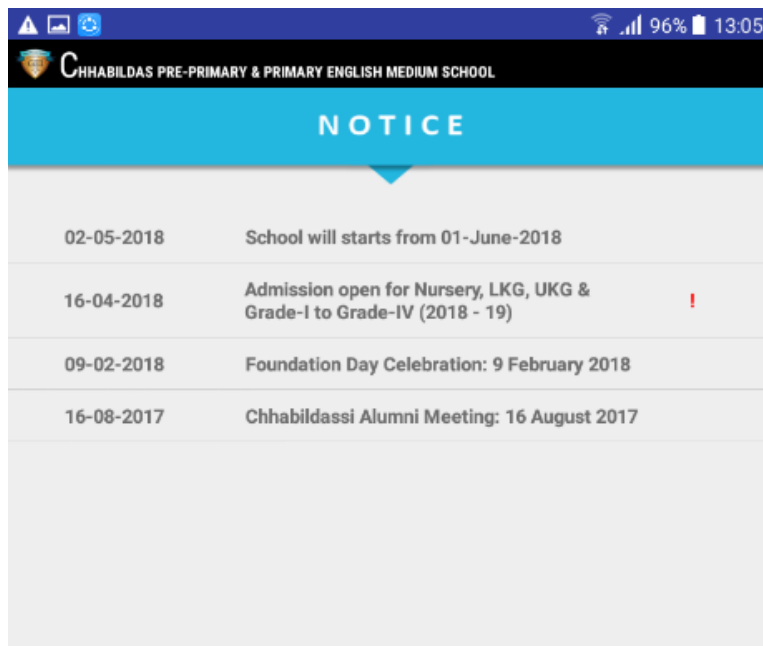 96% 13:05
CHHABILDAS PRE-PRIMARY & PRIMARY ENGLISH MEDIUM SCHOOL
NOTICE
02-05-2018 School will starts from 01-June-2018
16-04-2018 Admission open for Nursery, LKG, UKG &
Grade-I to Grade-IV (2018 - 19) !
09-02-2018 Foundation Day Celebration: 9 February 2018
16-08-2017 Chhabildassi Alumni Meeting: 16 August 2017